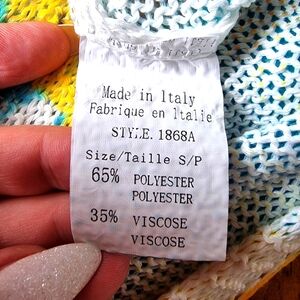 Made in Italy
Fabrique en Italie
STYLE. 1868A
Size/Taille S/P
65% POLYESTER
POLYESTER
35% VISCOSE
VISCOSE